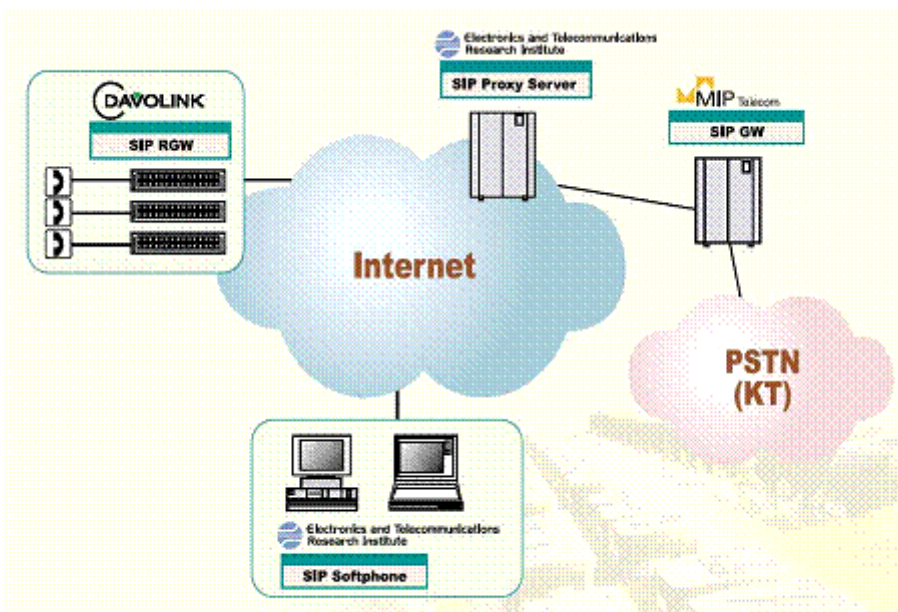 Electronics and Telecommunications
Research Institute
SIP Proxy Server
DAVOLINK
SIP RGW
MIP Telecom
SIP GW
Internet
PSTN
(KT)
Electronics and Telecommunications
Research Institute
SIP Softphone